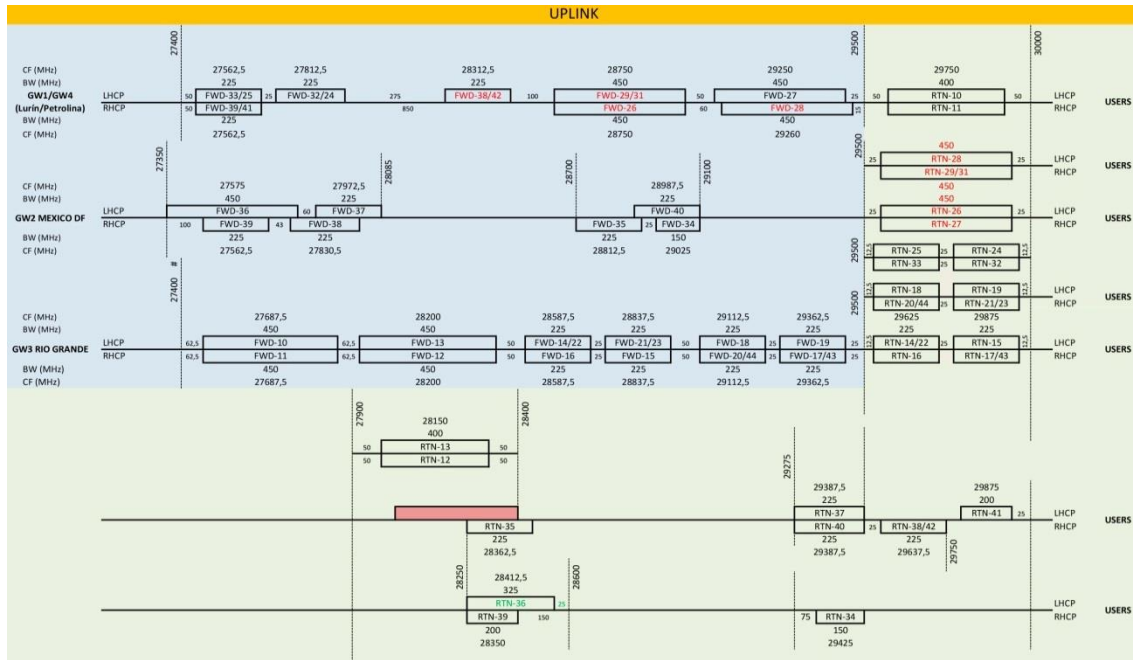 UPLINK
27400 29500 30000
CF (MHz) 27562,5 27812,5 28312,5 28750 29250 29750
BW (MHz) 225 225 225 450 450 400
GW1/GW4 LHCP 50 FWD-33/25 25 FWD-32/24 275 FWD-38/42 100 FWD-29/31 50 FWD-27 25 50 RTN-10 50 LHCP USERS
(Lurín/Petrolina) RHCP 50 FWD-39/41 850 FWD-26 60 FWD-28 15 RTN-11 RHCP
BW (MHz) 225 450 450
CF (MHz) 27562,5 28750 29260
27350 28085 28700 29100 29500
450
25 RTN-28 25 LHCP USERS
RTN-29/31 RHCP
CF (MHz) 27575 27972,5 28987,5 450
BW (MHz) 450 225 225 450
GW2 MEXICO DF LHCP FWD-36 60 FWD-37 FWD-40 25 RTN-26 25 LHCP USERS
RHCP 100 FWD-39 43 FWD-38 FWD-35 25 FWD-34 RTN-27 RHCP
BW (MHz) 225 225 225 150
CF (MHz) 27562,5 27830,5 28812,5 29025
29500
12,5 RTN-25 25 RTN-24 12,5 LHCP USERS
RTN-33 25 RTN-32 RHCP
27400 29500
12,5 RTN-18 25 RTN-19 12,5 LHCP USERS
RTN-20/44 25 RTN-21/23 RHCP
CF (MHz) 27687,5 28200 28587,5 28837,5 29112,5 29362,5 29625 29875
BW (MHz) 450 450 225 225 225 225 225 225
GW3 RIO GRANDE LHCP 62,5 FWD-10 62,5 FWD-13 50 FWD-14/22 25 FWD-21/23 50 FWD-18 25 FWD-19 25 12,5 RTN-14/22 25 RTN-15 12,5 LHCP USERS
RHCP 62,5 FWD-11 62,5 FWD-12 50 FWD-16 25 FWD-15 50 FWD-20/44 25 FWD-17/43 25 RTN-16 25 RTN-17/43 RHCP
BW (MHz) 450 450 225 225 225 225
CF (MHz) 27687,5 28200 28587,5 28837,5 29112,5 29362,5
27900 28400
28150
400
50 RTN-13 50
50 RTN-12 50
29275
29387,5 29875
225 200
RTN-37 RTN-41 25 LHCP USERS
RTN-35 RTN-40 25 RTN-38/42 RHCP
225 225 225
28362,5 29387,5 29637,5 29750
28250 28600
28412,5
325
RTN-36 25 LHCP USERS
RTN-39 150 75 RTN-34 RHCP
200 150
28350 29425